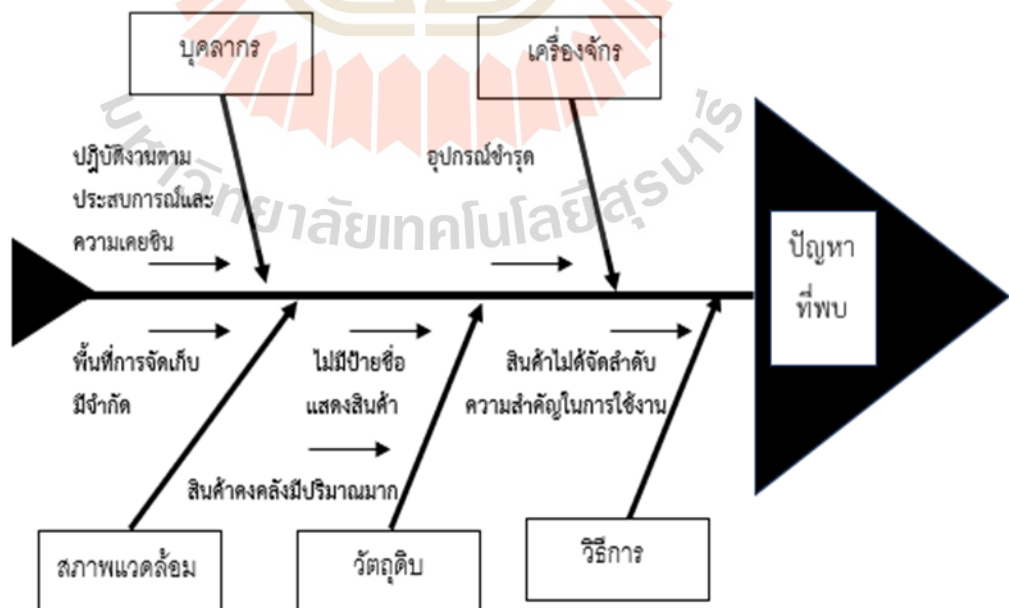 บุคลากร
เครื่องจักร
ปฏิบัติงานตาม
ประสบการณ์และ
ความเคยชิน
อุปกรณ์ชำรุด
มหาวิทยาลัยเทคโนโลยีสุรนารี
ปัญหา
ที่พบ
พื้นที่การจัดเก็บ
มีจำกัด
ไม่มีป้ายชื่อ
แสดงสินค้า
สินค้าไม่ด้จัดลำดับ
ความสำคัญในการใช้งาน
สินค้าคงคลังมีปริมาณมาก
สภาพแวดล้อม
วัตถุดิบ
วิธีการ